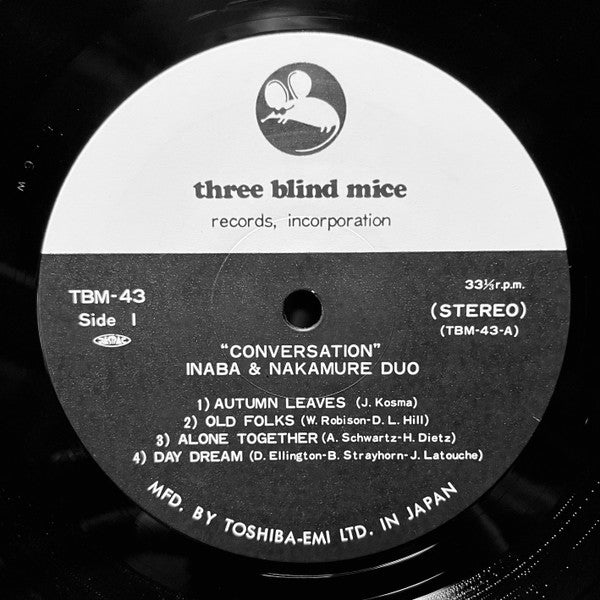 three blind mice
records, incorporation
TBM-43
Side 1
33⅓ r.p.m.
(STEREO)
(TBM-43-A)
"CONVERSATION"
INABA & NAKAMURE DUO
1) AUTUMN LEAVES (J. Kosma)
2) OLD FOLKS (W. Robison-D. L. Hill)
3) ALONE TOGETHER (A. Schwartz-H. Dietz)
4) DAY DREAM (D. Ellington-B. Strayhorn-J. Latouche)
MFD. BY TOSHIBA-EMI LTD. IN JAPAN